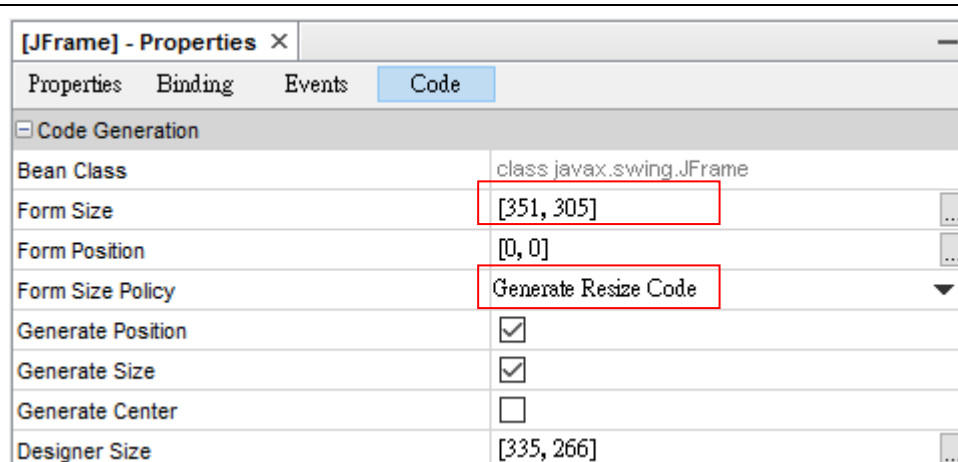 [JFrame] - Properties ×
Properties Binding Events Code
Code Generation
Bean Class class javax.swing.JFrame
Form Size [351, 305] ...
Form Position [0, 0] ...
Form Size Policy Generate Resize Code
Generate Position
Generate Size
Generate Center
Designer Size [335, 266] ...